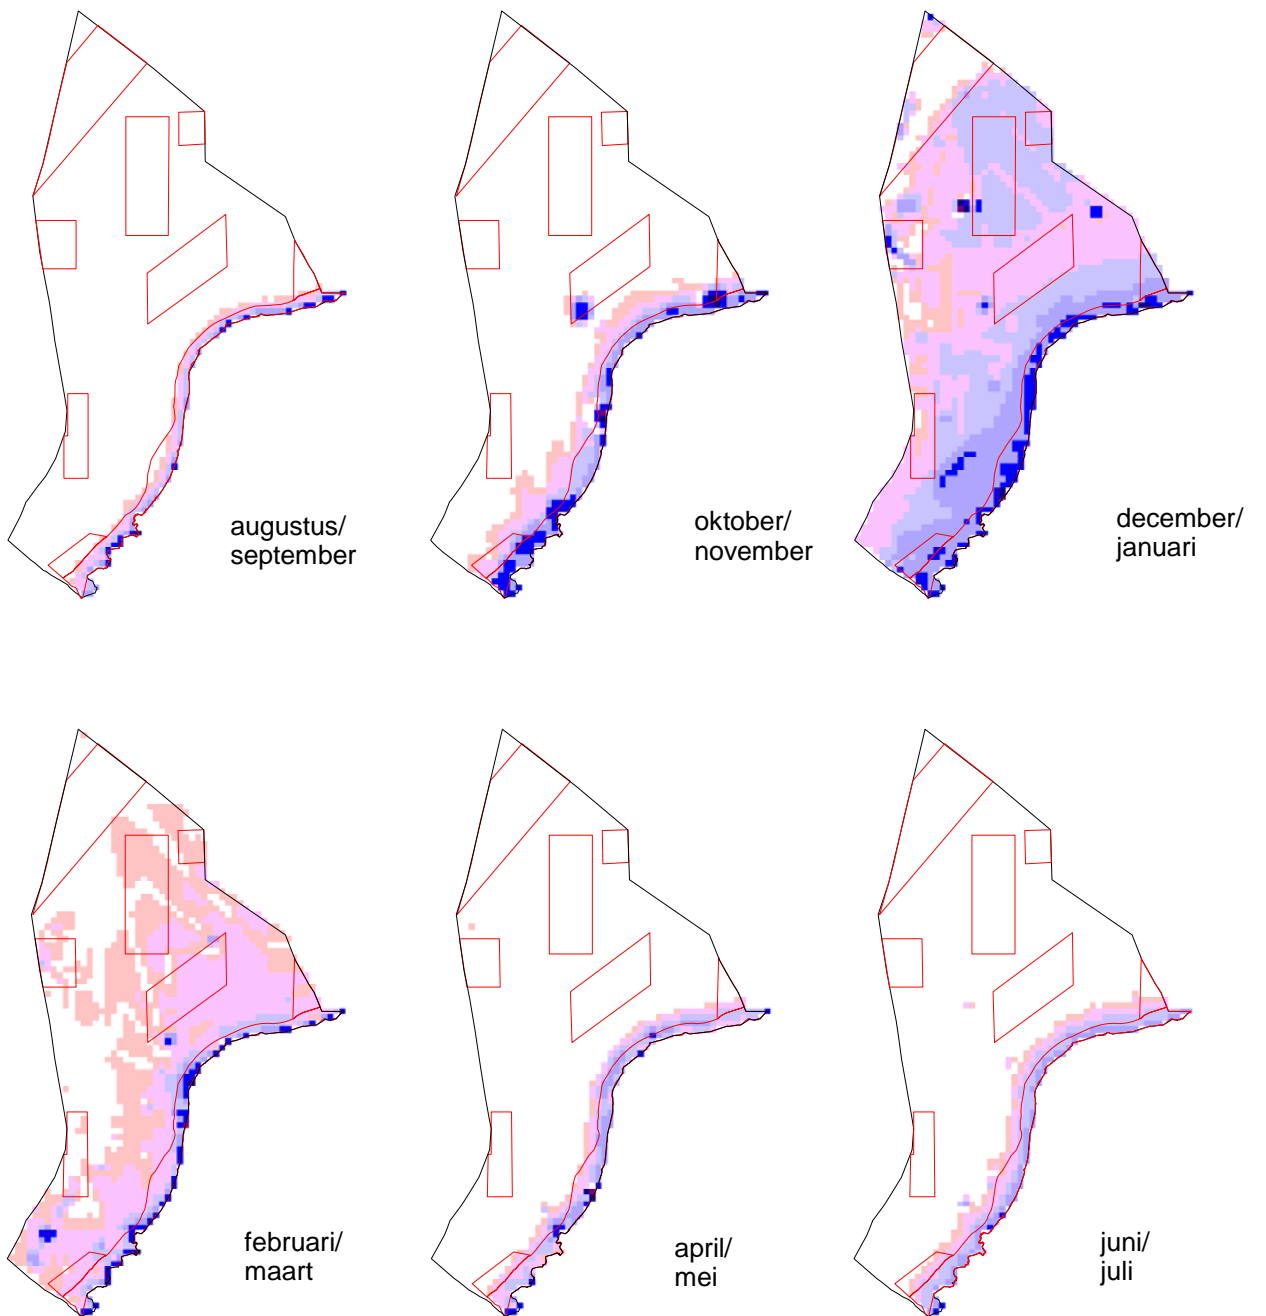 augustus/
september
oktober/
november
december/
januari
februari/
maart
april/
mei
juni/
juli